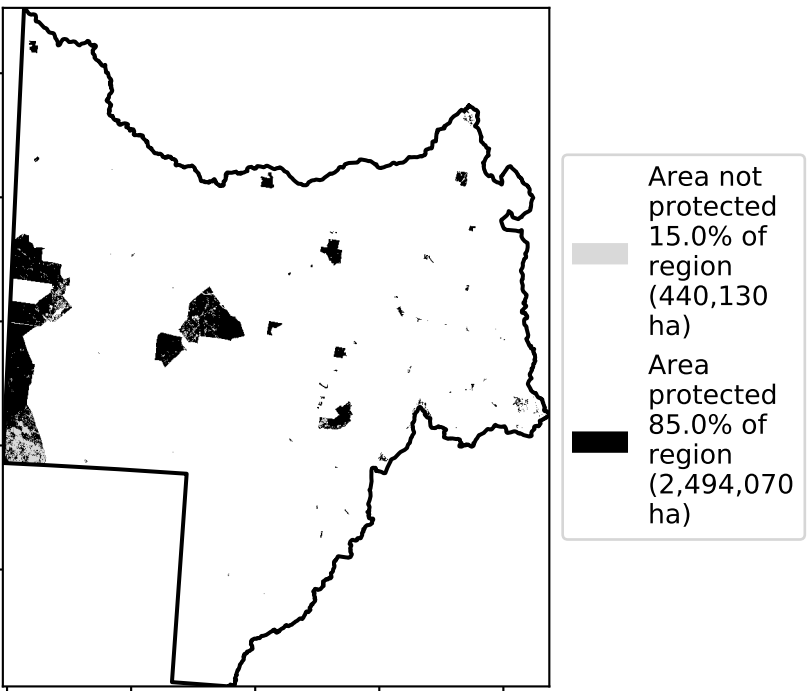 Area not
protected
15.0% of
region
(440,130
ha)
Area
protected
85.0% of
region
(2,494,070
ha)